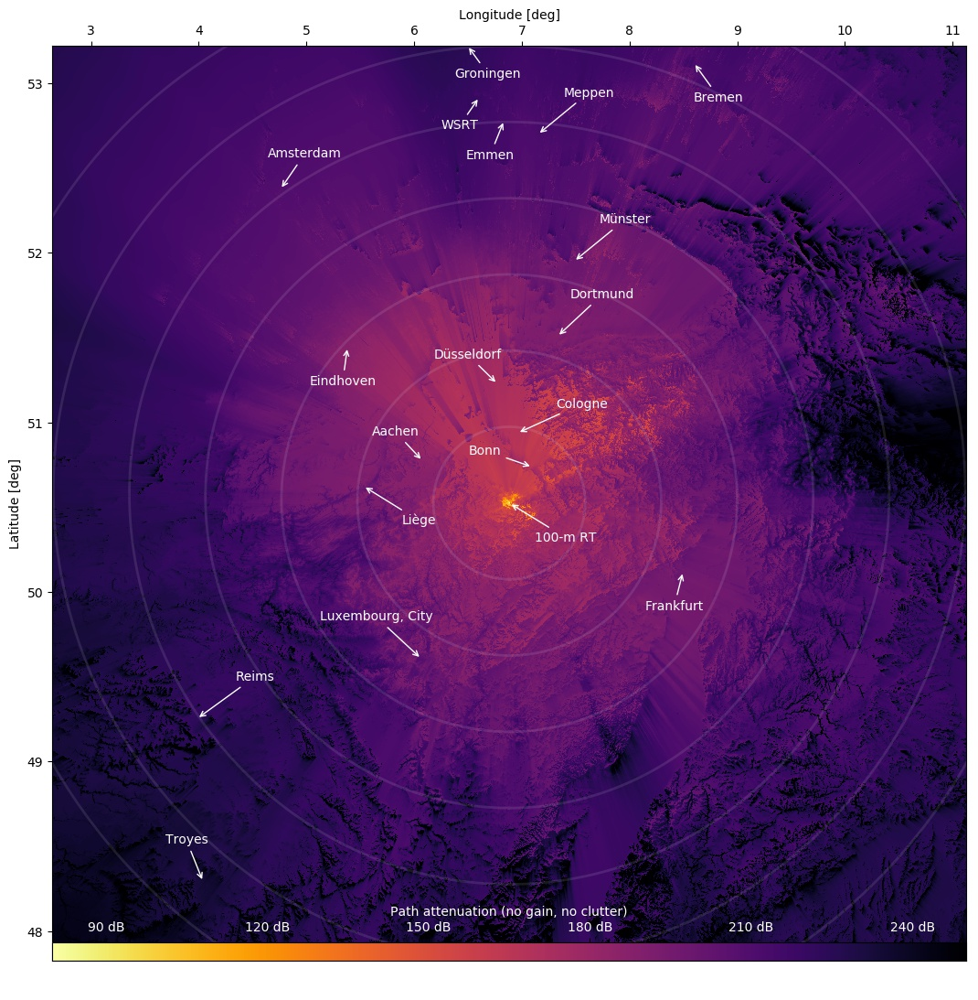 Longitude [deg]
3 4 5 6 7 8 9 10 11
53
Groningen
Bremen
Meppen
WSRT
Emmen
Amsterdam
52
Münster
Dortmund
Düsseldorf
Eindhoven
Cologne
51
Aachen
Bonn
Latitude [deg]
Liège
100-m RT
50
Frankfurt
Luxembourg, City
Reims
49
Troyes
Path attenuation (no gain, no clutter)
48
90 dB 120 dB 150 dB 180 dB 210 dB 240 dB